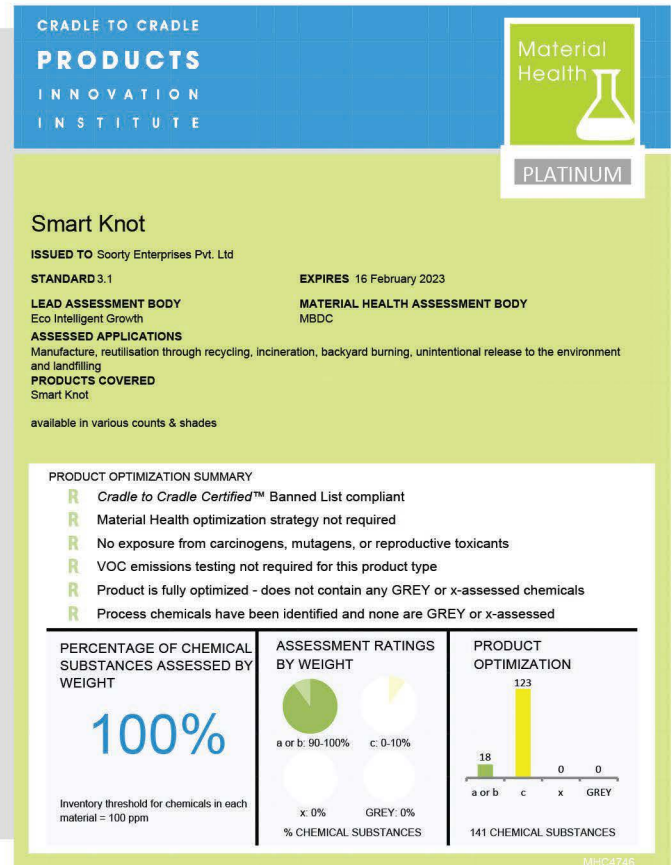 CRADLE TO CRADLE
PRODUCTS
INNOVATION
INSTITUTE
Material
Health
PLATINUM
Smart Knot
ISSUED TO Soorty Enterprises Pvt. Ltd
STANDARD 3.1
EXPIRES 16 February 2023
LEAD ASSESSMENT BODY
Eco Intelligent Growth
MATERIAL HEALTH ASSESSMENT BODY
MBDC
ASSESSED APPLICATIONS
Manufacture, reutilisation through recycling, incineration, backyard burning, unintentional release to the environment
and landfilling
PRODUCTS COVERED
Smart Knot
available in various counts & shades
PRODUCT OPTIMIZATION SUMMARY
R Cradle to Cradle Certified™ Banned List compliant
R Material Health optimization strategy not required
R No exposure from carcinogens, mutagens, or reproductive toxicants
R VOC emissions testing not required for this product type
R Product is fully optimized - does not contain any GREY or x-assessed chemicals
R Process chemicals have been identified and none are GREY or x-assessed
PERCENTAGE OF CHEMICAL
SUBSTANCES ASSESSED BY
WEIGHT
100%
Inventory threshold for chemicals in each
material = 100 ppm
ASSESSMENT RATINGS
BY WEIGHT
a or b: 90-100%
c: 0-10%
x: 0%
GREY: 0%
% CHEMICAL SUBSTANCES
PRODUCT
OPTIMIZATION
123
18
0
0
a or b
c
x
GREY
141 CHEMICAL SUBSTANCES
MHC4746